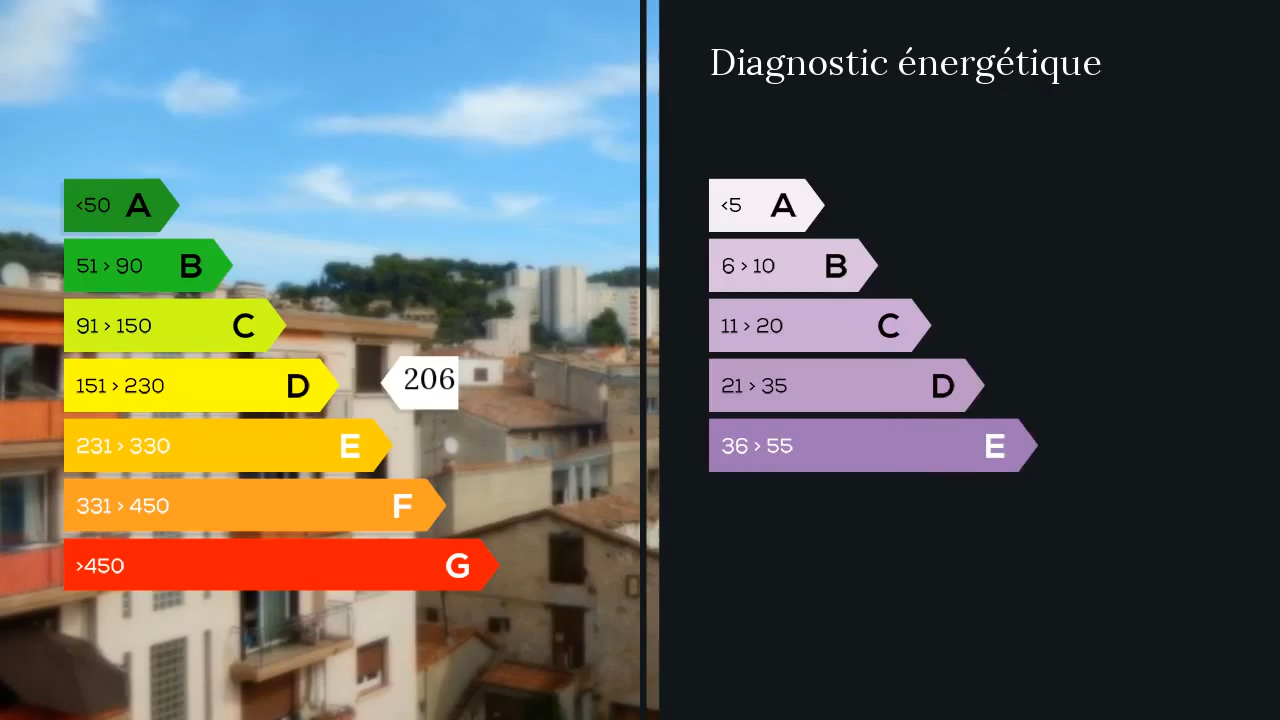 Diagnostic énergétique
<50 A
51 > 90 B
91 > 150 C
151 > 230 D
206
231 > 330 E
331 > 450 F
>450 G
<5 A
6 > 10 B
11 > 20 C
21 > 35 D
36 > 55 E